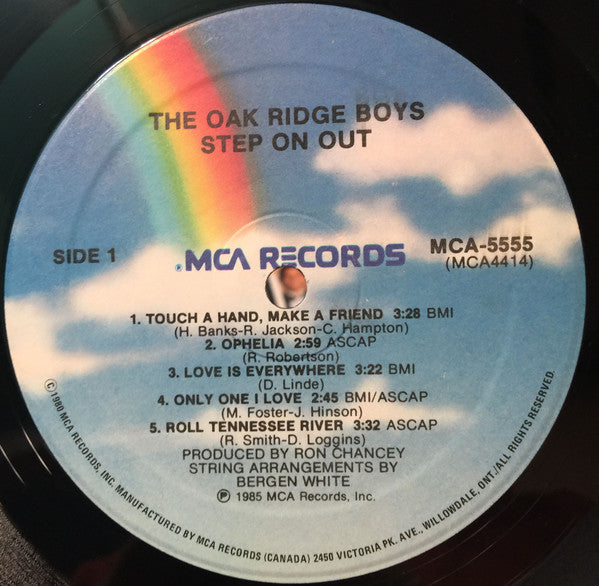 THE OAK RIDGE BOYS
STEP ON OUT
SIDE 1
MCA RECORDS
MCA-5555
(MCA4414)
1. TOUCH A HAND, MAKE A FRIEND 3:28 BMI
(H. Banks-R. Jackson-C. Hampton)
2. OPHELIA 2:59 ASCAP
(R. Robertson)
3. LOVE IS EVERYWHERE 3:22 BMI
(D. Linde)
4. ONLY ONE I LOVE 2:45 BMI/ASCAP
(M. Foster-J. Hinson)
5. ROLL TENNESSEE RIVER 3:32 ASCAP
(R. Smith-D. Loggins)
PRODUCED BY RON CHANCEY
STRING ARRANGEMENTS BY
BERGEN WHITE
℗ 1985 MCA Records, Inc.
©1980 MCA RECORDS, INC. MANUFACTURED BY MCA RECORDS (CANADA) 2450 VICTORIA PK. AVE., WILLOWDALE, ONT./ALL RIGHTS RESERVED.